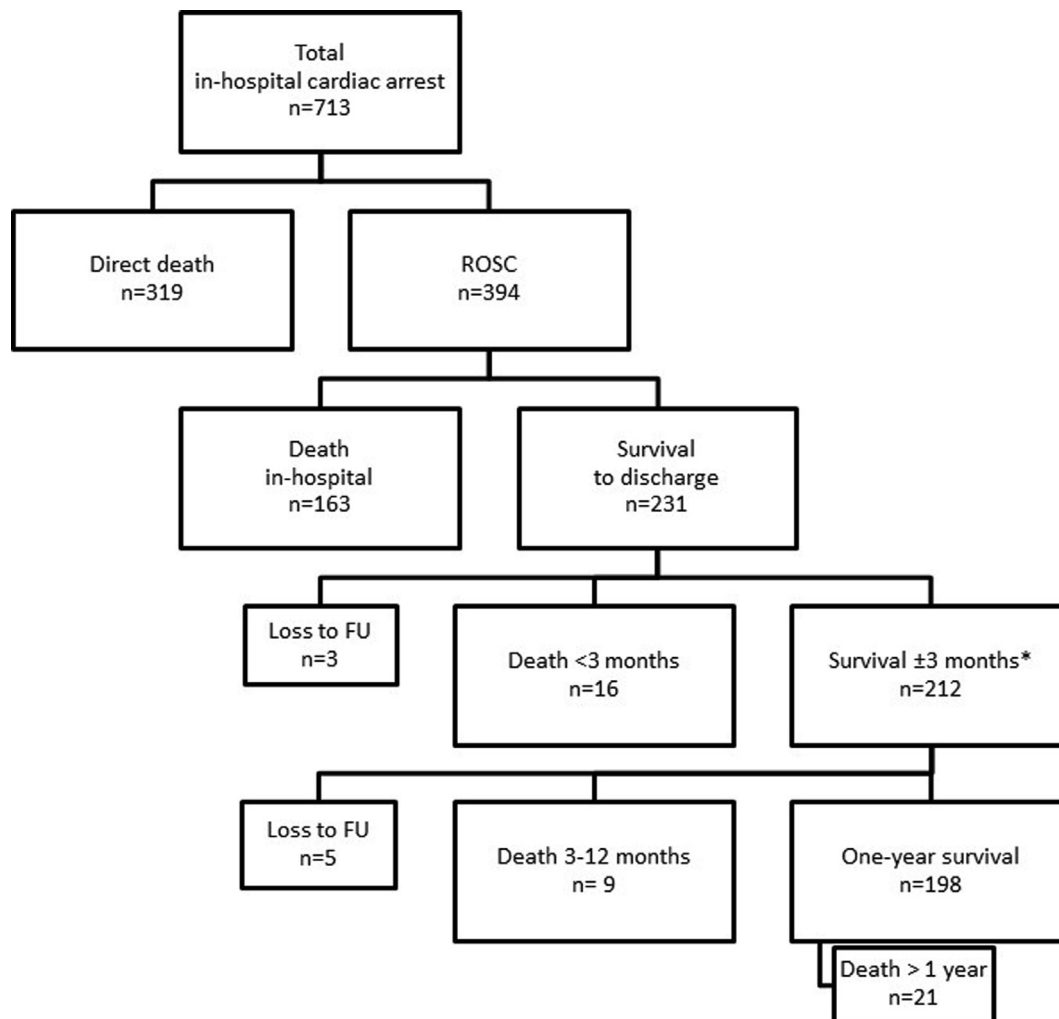 Total
in-hospital cardiac arrest
n=713
Direct death
n=319
ROSC
n=394
Death
in-hospital
n=163
Survival
to discharge
n=231
Loss to FU
n=3
Death <3 months
n=16
Survival ±3 months*
n=212
Loss to FU
n=5
Death 3-12 months
n= 9
One-year survival
n=198
Death > 1 year
n=21